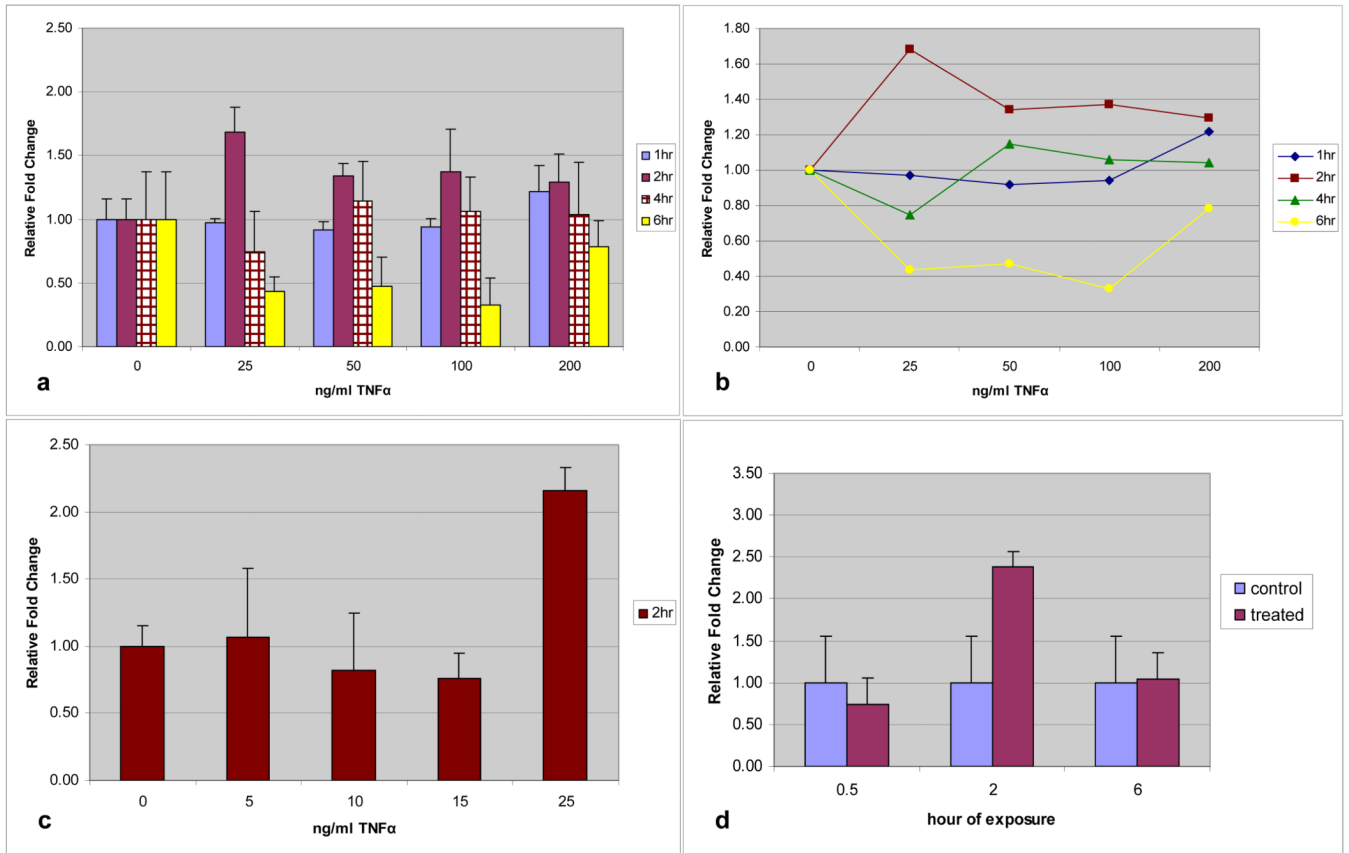 2.50
2.00
1.50
1.00
0.50
0.00
Relative Fold Change
0 25 50 100 200
ng/ml TNFα
1hr
2hr
4hr
6hr
a
1.80
1.60
1.40
1.20
1.00
0.80
0.60
0.40
0.20
0.00
Relative Fold Change
0 25 50 100 200
ng/ml TNFα
1hr
2hr
4hr
6hr
b
2.50
2.00
1.50
1.00
0.50
0.00
Relative Fold Change
0 5 10 15 25
ng/ml TNFα
2hr
c
3.50
3.00
2.50
2.00
1.50
1.00
0.50
0.00
Relative Fold Change
0.5 2 6
hour of exposure
control
treated
d